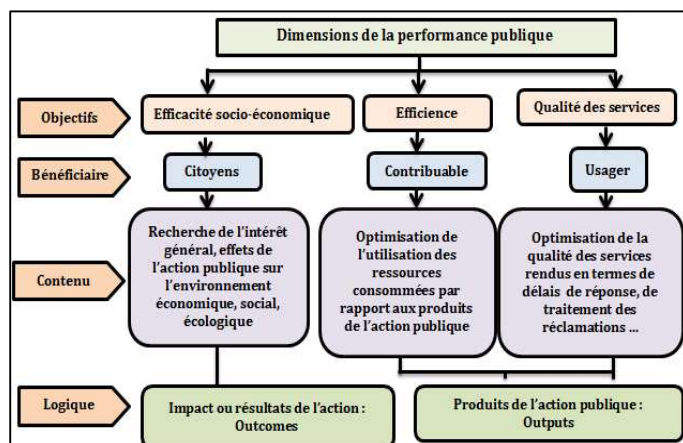 Dimensions de la performance publique
Objectifs
Efficacité socio-économique
Efficience
Qualité des services
Bénéficiaire
Citoyens
Contribuable
Usager
Contenu
Recherche de l'intérêt
général, effets de
l'action publique sur
l'environnement
économique, social,
écologique
Optimisation de
l'utilisation des
ressources
consommées par
rapport aux produits
de l'action publique
Optimisation de la
qualité des services
rendus en termes de
délais de réponse, de
traitement des
réclamations ...
Logique
Impact ou résultats de l'action :
Outcomes
Produits de l'action publique :
Outputs